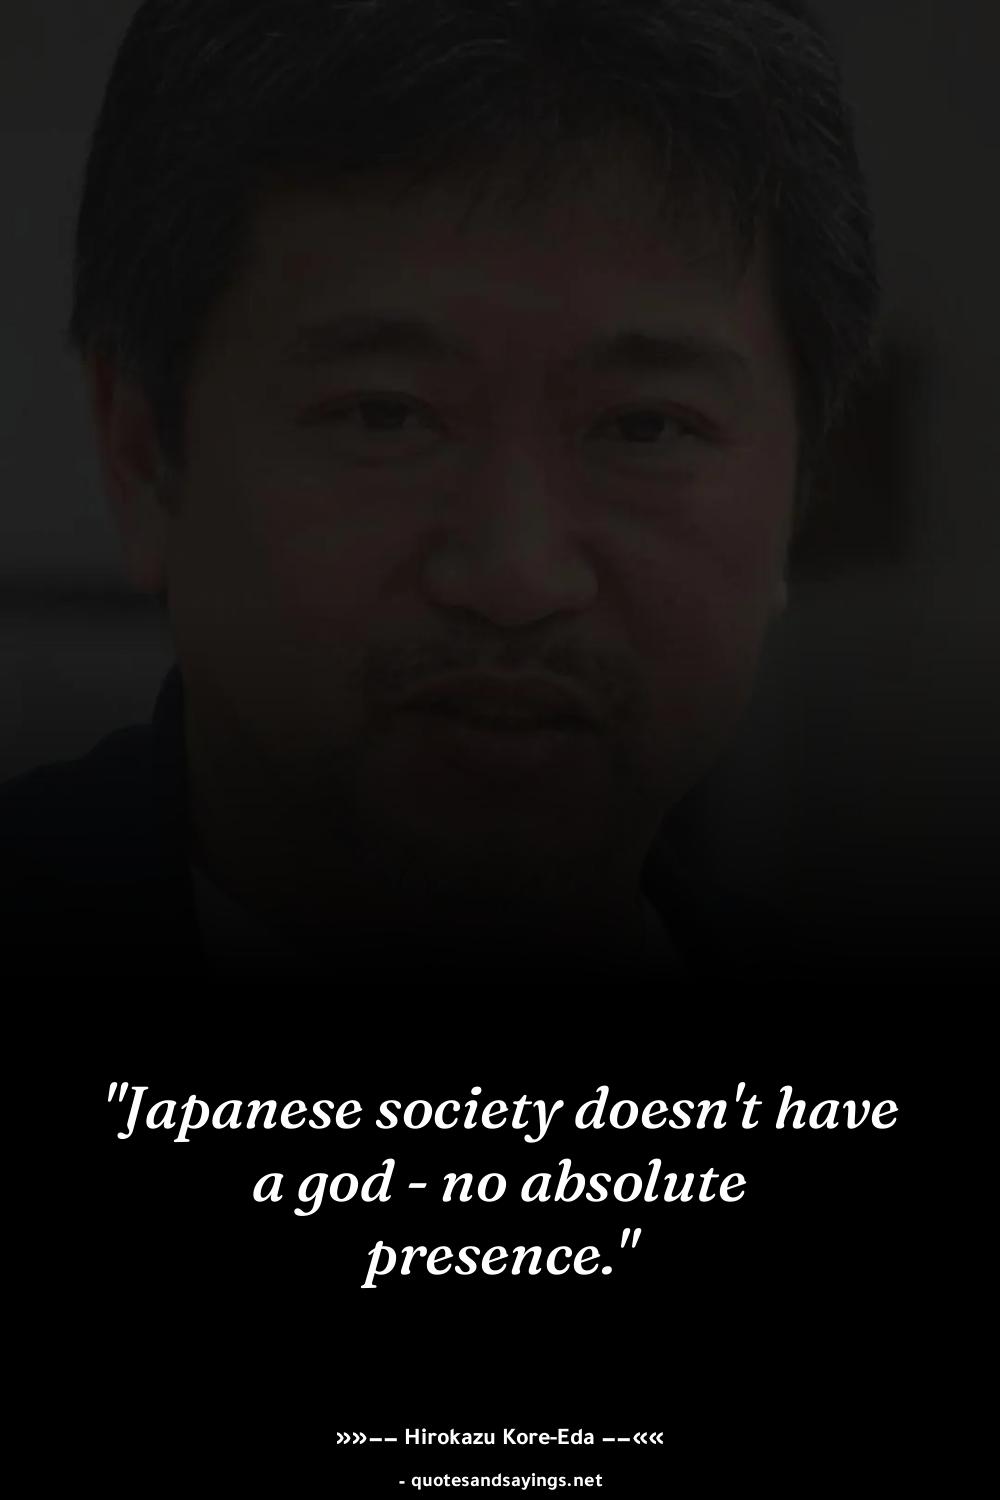 "Japanese society doesn't have
a god - no absolute
presence."
»»—— Hirokazu Kore-Eda ——««
- quotesandsayings.net